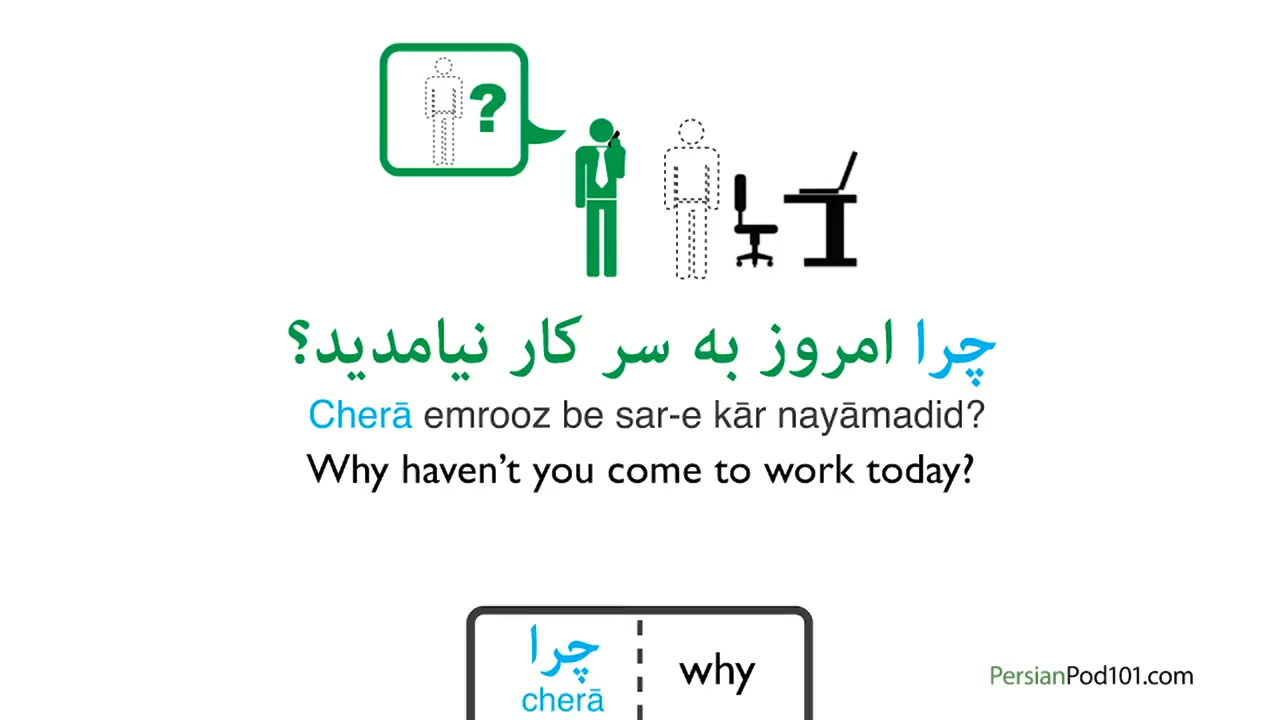 ?
چرا امروز به سر کار نیامدید؟
Cherā emrooz be sar-e kār nayāmadid?
Why haven't you come to work today?
چرا
cherā
why
PersianPod101.com